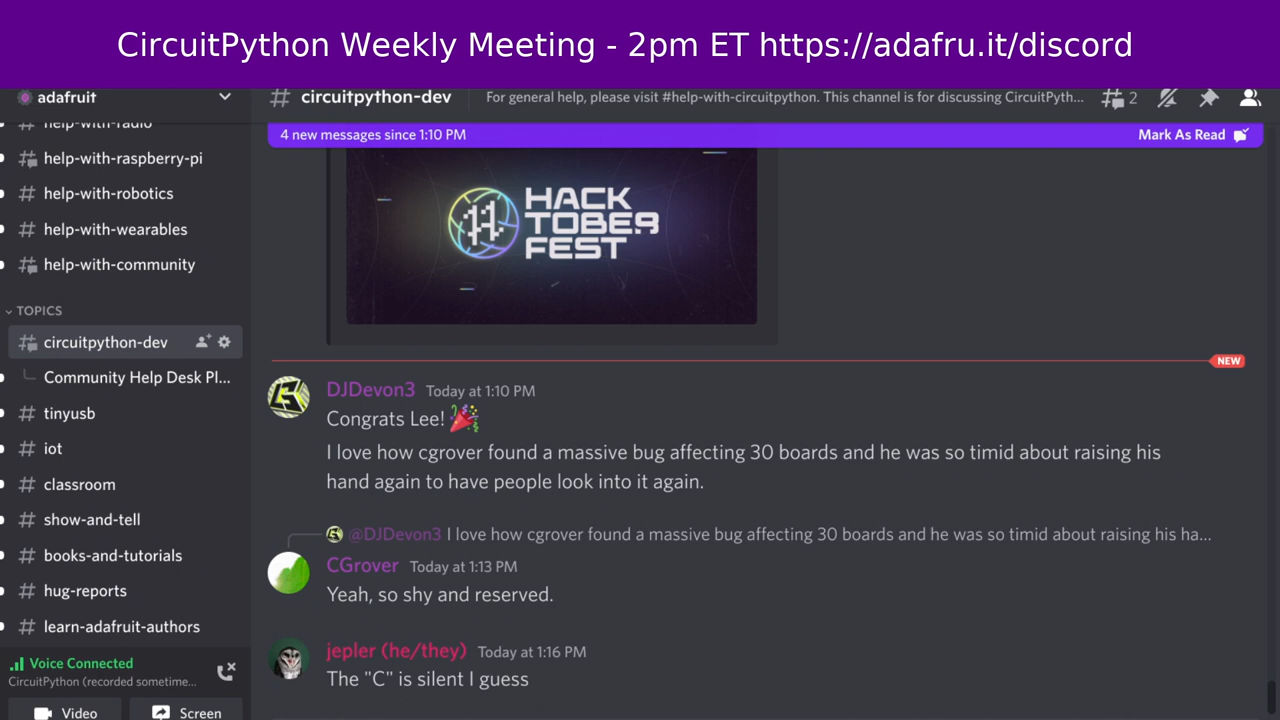 CircuitPython Weekly Meeting - 2pm ET https://adafru.it/discord
adafruit
# circuitpython-dev
For general help, please visit #help-with-circuitpython. This channel is for discussing CircuitPyth...
2
help-with-radio
help-with-raspberry-pi
help-with-robotics
help-with-wearables
help-with-community
TOPICS
circuitpython-dev
Community Help Desk Pl...
tinyusb
iot
classroom
show-and-tell
books-and-tutorials
hug-reports
learn-adafruit-authors
Voice Connected
CircuitPython (recorded sometime...
Video
Screen
4 new messages since 1:10 PM
Mark As Read
HACK
TOBER
FEST
NEW
DJDevon3 Today at 1:10 PM
Congrats Lee! 🎉
I love how cgrover found a massive bug affecting 30 boards and he was so timid about raising his
hand again to have people look into it again.
@DJDevon3 I love how cgrover found a massive bug affecting 30 boards and he was so timid about raising his ha...
CGrover Today at 1:13 PM
Yeah, so shy and reserved.
jepler (he/they) Today at 1:16 PM
The "C" is silent I guess